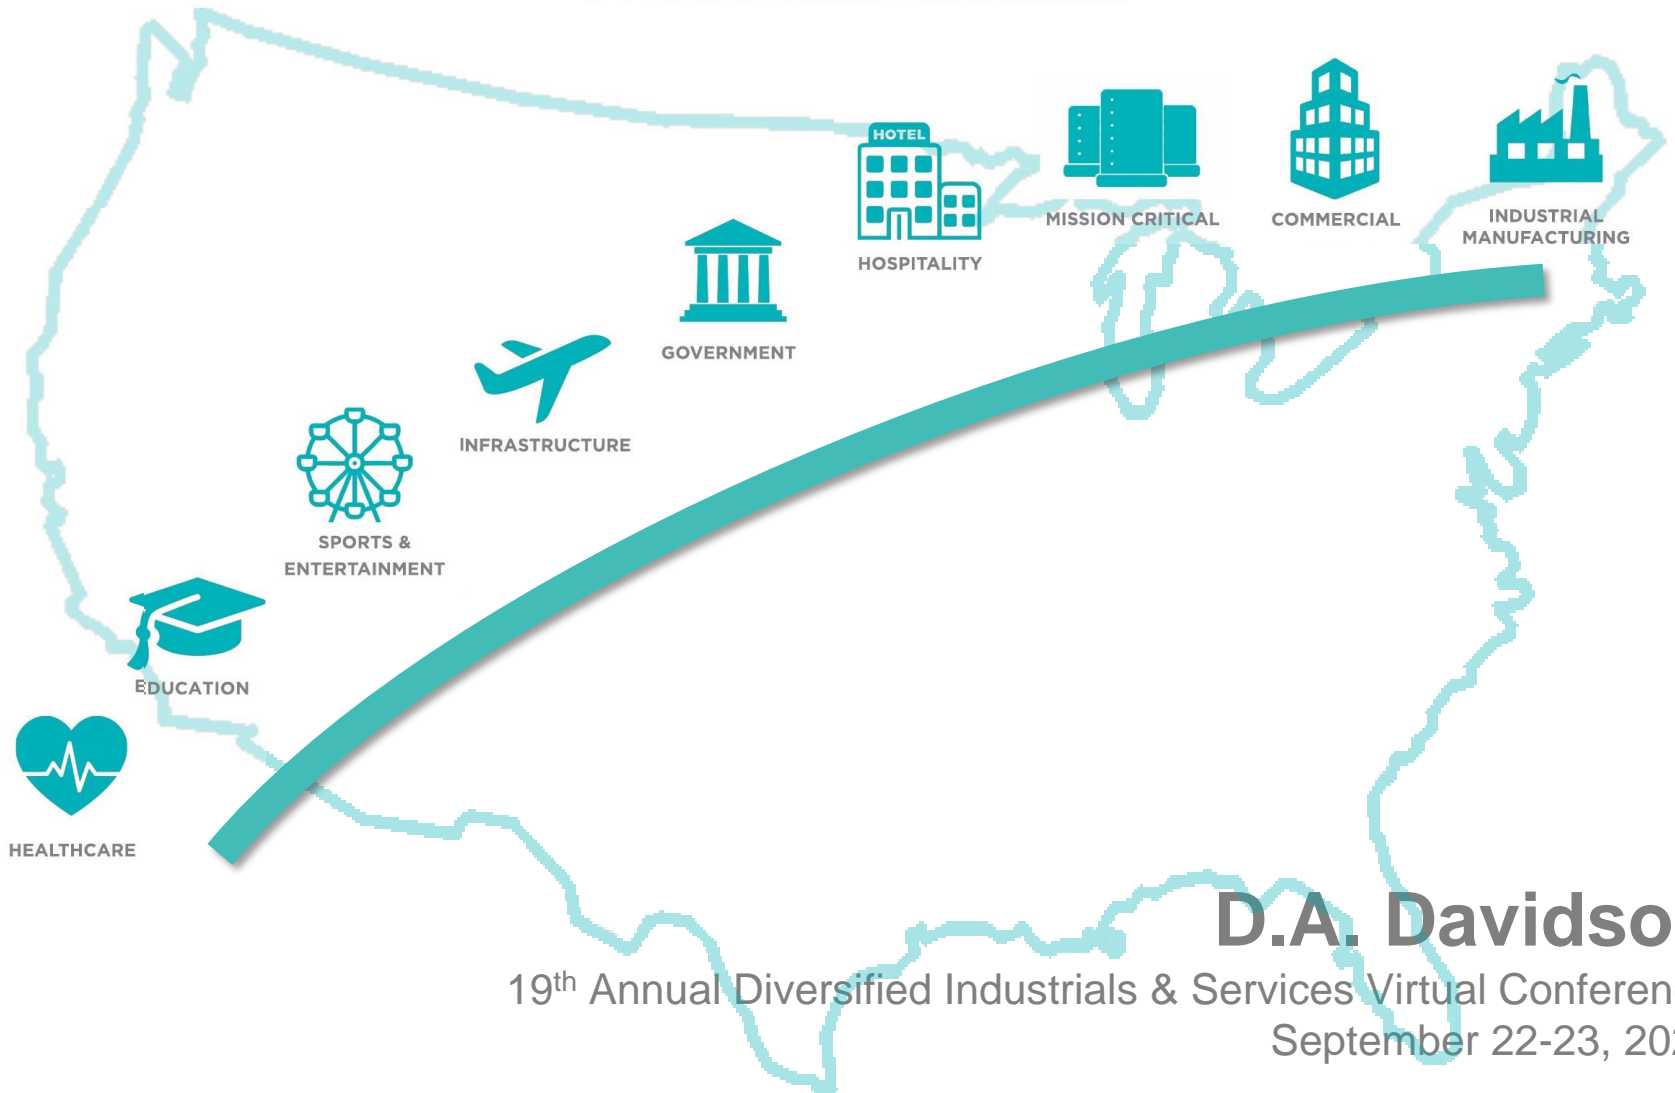 HOTEL
MISSION CRITICAL
COMMERCIAL
INDUSTRIAL
MANUFACTURING
HOSPITALITY
GOVERNMENT
INFRASTRUCTURE
SPORTS &
ENTERTAINMENT
EDUCATION
HEALTHCARE
D.A. Davidso
19th Annual Diversified Industrials & Services Virtual Conferen
September 22-23, 202